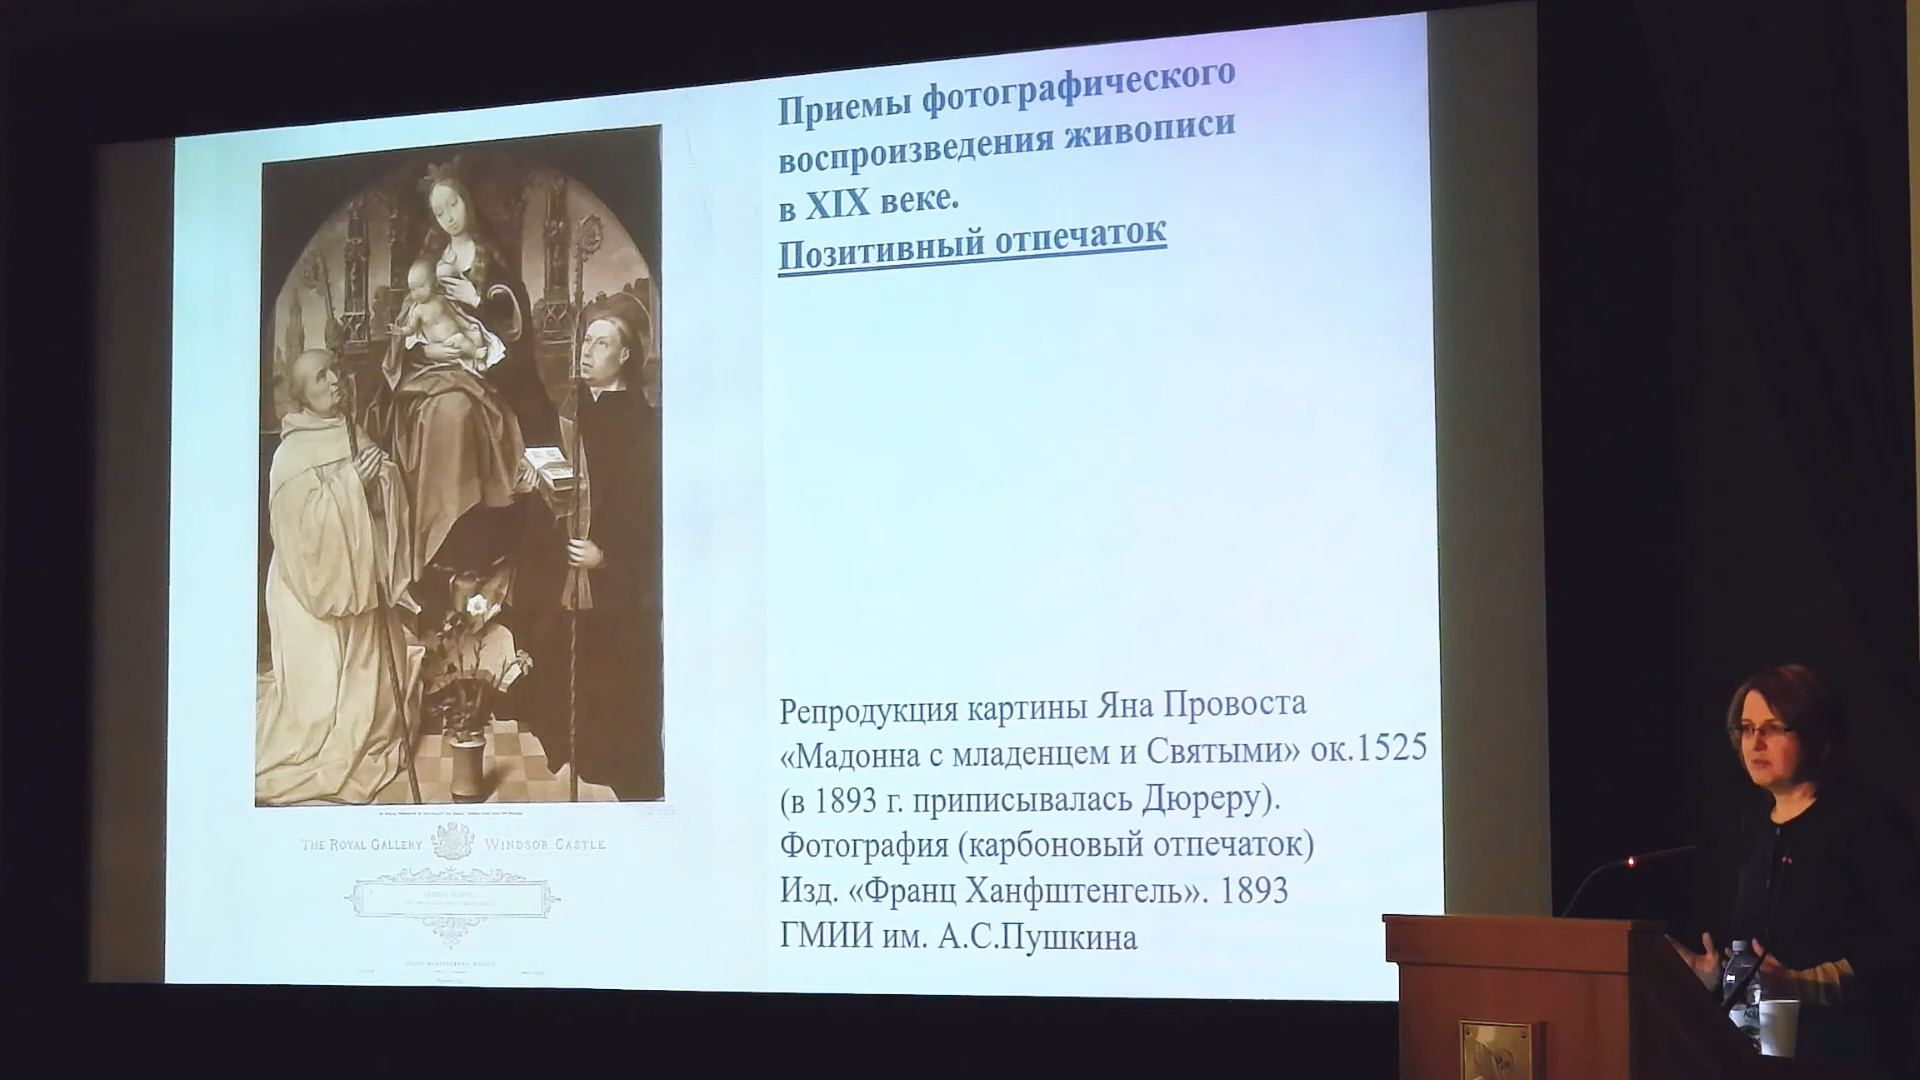 Приемы фотографического
воспроизведения живописи
в XIX веке.
Позитивный отпечаток
Репродукция картины Яна Провоста
«Мадонна с младенцем и Святыми» ок.1525
(в 1893 г. приписывалась Дюреру).
Фотография (карбоновый отпечаток)
Изд. «Франц Ханфштенгель». 1893
ГМИИ им. А.С.Пушкина
THE ROYAL GALLERY WINDSOR CASTLE